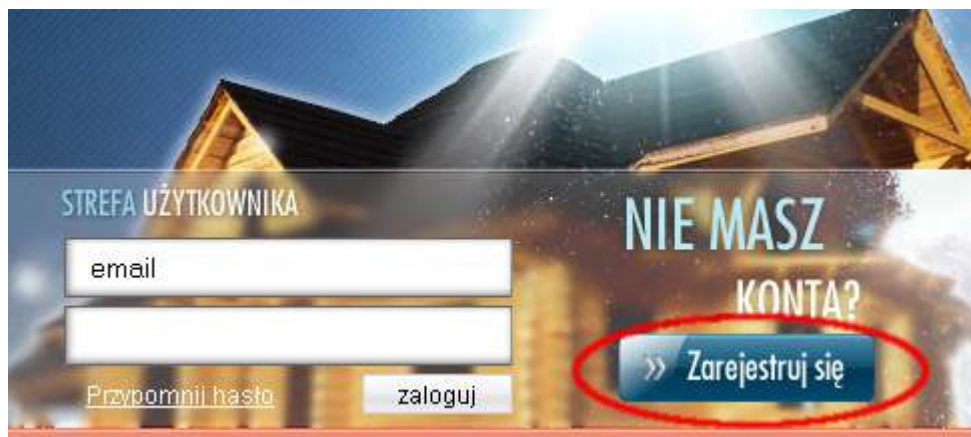 STREFA UŻYTKOWNIKA
email
Przypomnij hasło
zaloguj
NIE MASZ
KONTA?
>> Zarejestruj się